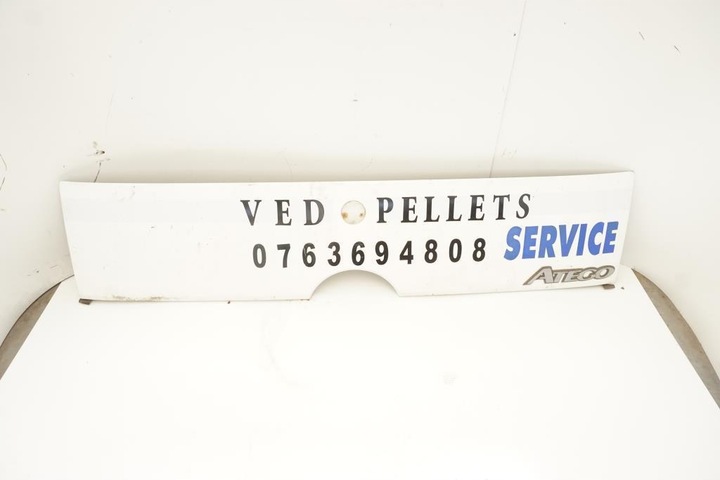 VED PELLETS
0763694808 SERVICE
ATEGO